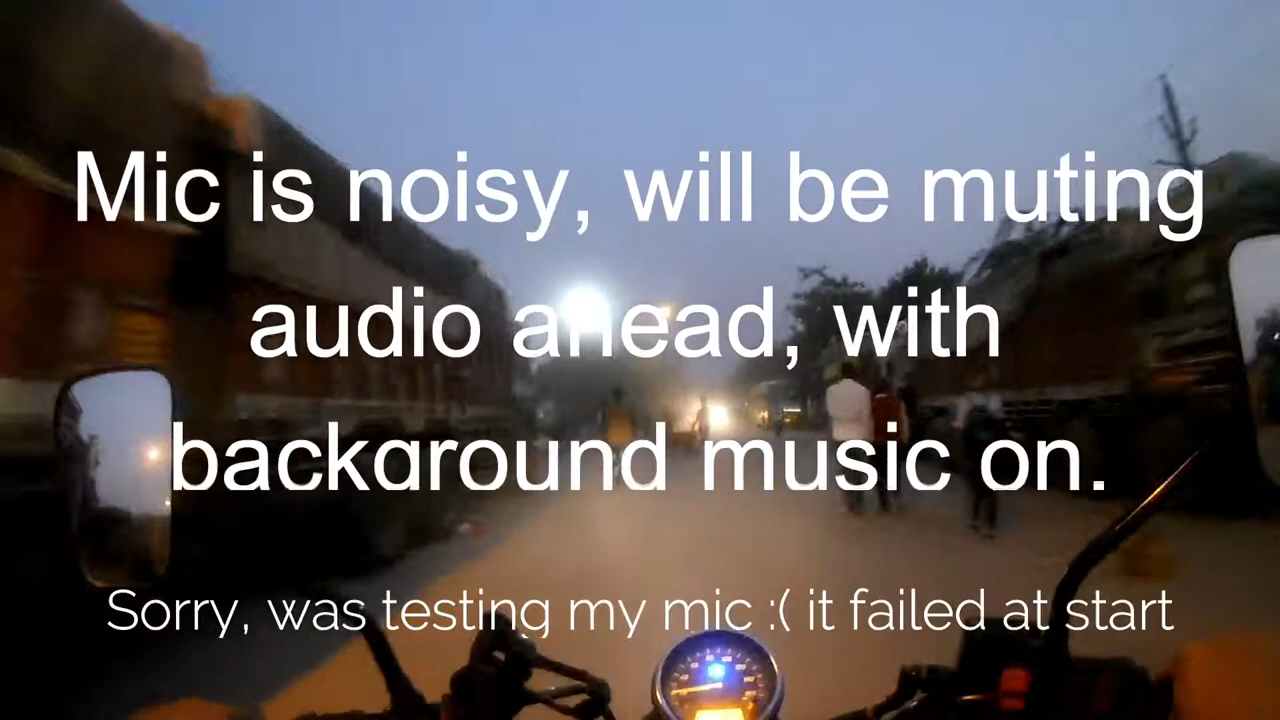 Mic is noisy, will be muting
audio ahead, with
background music on.
Sorry, was testing my mic :( it failed at start